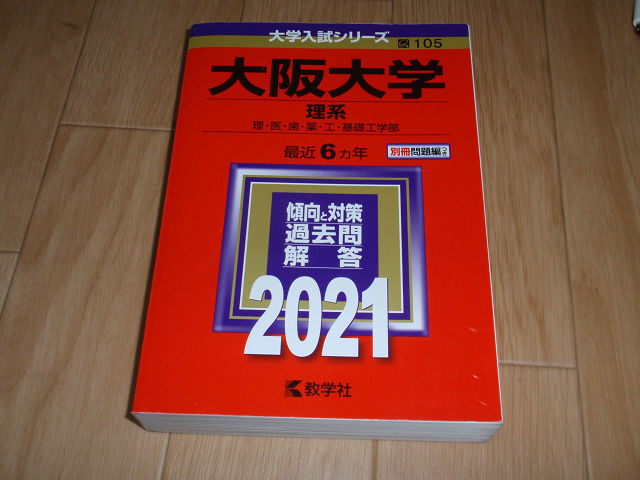 大学入試シリーズ 105
大阪大学
理系
理・医・歯・薬・工・基礎工学部
最近6カ年
別冊問題編つき
傾向と対策
過去問
解答
2021
教学社